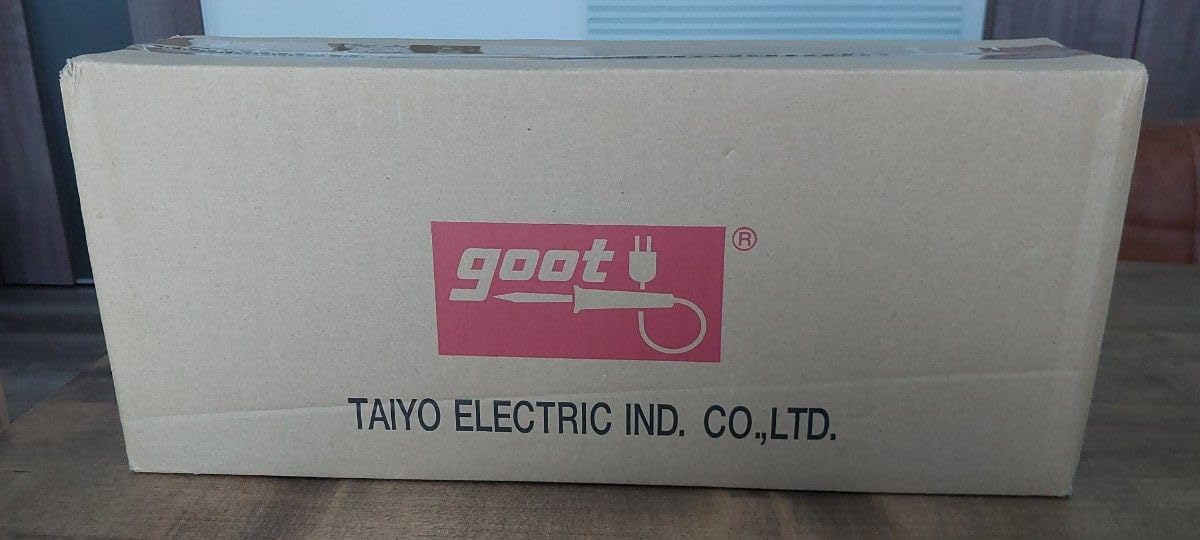 goot ®
TAIYO ELECTRIC IND. CO.,LTD.